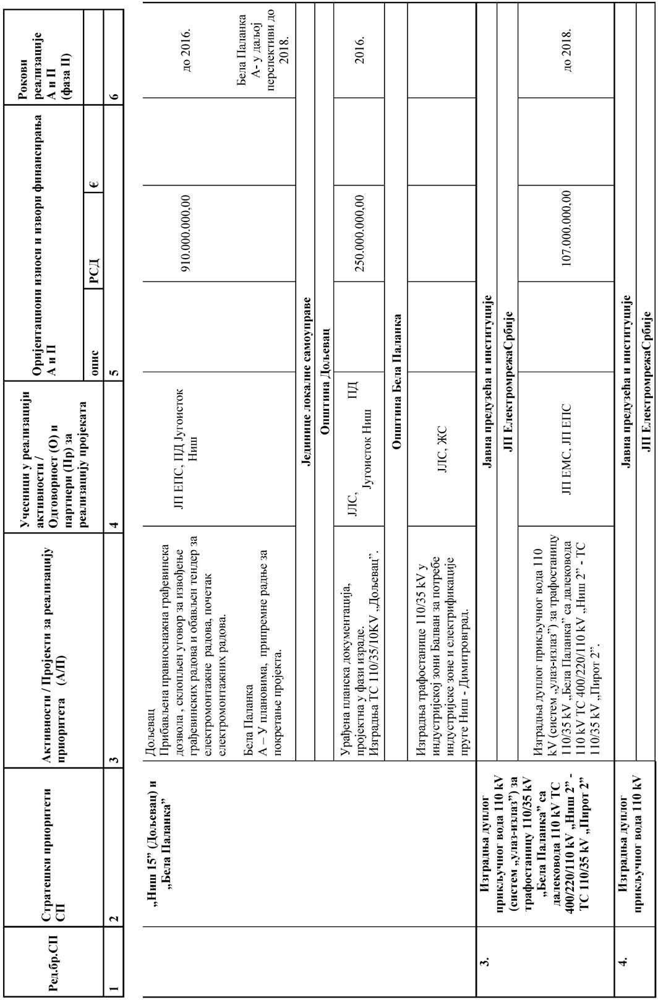 Ред.бр.СП
Стратешки приоритети
СП
Активности / Пројекти за реализацију
приоритета (А/П)
Учесници у реализацији
активности /
Одговорност (О) и
партнери (Пр) за
реализацију пројеката
Оријентациони износи и извори финансирања
А и П
опис
РСД
€
Рокови
реализације
А и П
(фаза II)
1
2
3
4
5
6
„Ниш 15” (Дољевац) и
„Бела Паланка”
Дољевац
Прибављена правноснажна грађевинска
дозвола , склопљен уговор за извођење
грађевинских радова и обављен тендер за
електромонтажне радова, почетак
електромонтажних радова.
Бела Паланка
А – У плановима, припремне радње за
покретање пројекта.
ЈП ЕПС, ПД Југоисток
Ниш
910.000.000,00
до 2016.
Бела Паланка
А- у даљој
перспективи до
2018.
Јединице локалне самоуправе
Општина Дољевац
Урађена планска документација,
пројектна у фази израде.
Изградња ТС 110/35/10KV „Дољевац”.
ЈЛС, ПД
Југоисток Ниш
250.000.000,00
2016.
Општина Бела Паланка
Изградња трафостанице 110/35 kV у
индустријској зони Балван за потребе
индустријске зоне и електрификације
пруге Ниш - Димитровград.
ЈЛС, ЖС
3.
Изградња дуплог
прикључног вода 110 kV
(систем „улаз-излаз”) за
трафостаницу 110/35 kV
„Бела Паланка” са
далековода 110 kV ТС
400/220/110 kV „Ниш 2” -
ТС 110/35 kV „Пирот 2”
Јавна предузећа и институције
ЈП ЕлектромрежаСрбије
Изградња дуплог прикључног вода 110
kV (систем „улаз-излаз”) за трафостаницу
110/35 kV „Бела Паланка” са далековода
110 kV ТС 400/220/110 kV „Ниш 2” - ТС
110/35 kV „Пирот 2”.
ЈП ЕМС, ЈП ЕПС
107.000.000,00
до 2018.
4.
Изградња дуплог
прикључног вода 110 kV
Јавна предузећа и институције
ЈП ЕлектромрежаСрбије